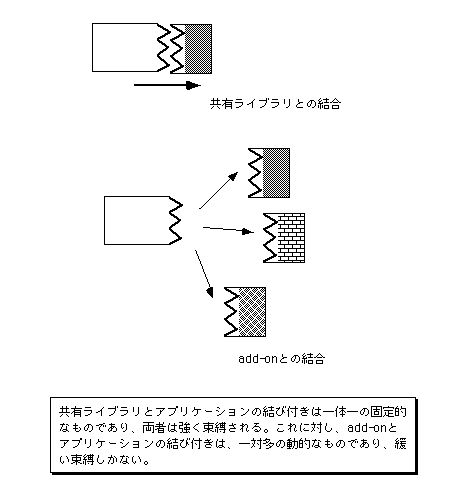 共有ライブラリとの結合
add-onとの結合
共有ライブラリとアプリケーションの結び付きは一体一の固定的
なものであり、両者は強く束縛される。これに対し、add-onと
アプリケーションの結び付きは、一対多の動的なものであり、緩
い束縛しかない。